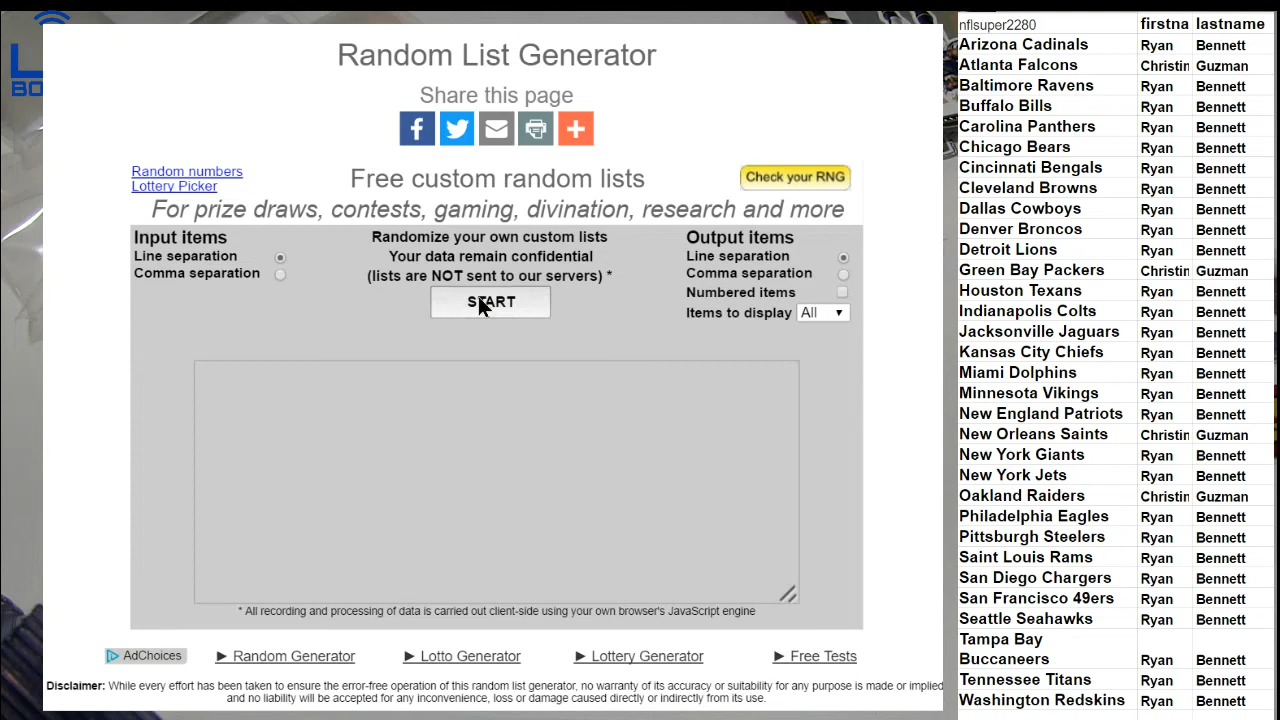 Random List Generator
Share this page
Random numbers
Lottery Picker
Free custom random lists
Check your RNG
For prize draws, contests, gaming, divination, research and more
Input items
Line separation
Comma separation
Randomize your own custom lists
Your data remain confidential
(lists are NOT sent to our servers) *
START
Output items
Line separation
Comma separation
Numbered items
Items to display All
* All recording and processing of data is carried out client-side using your own browser's JavaScript engine
AdChoices
► Random Generator
► Lotto Generator
► Lottery Generator
► Free Tests
Disclaimer: While every effort has been taken to ensure the error-free operation of this random list generator, no warranty of its accuracy or suitability for any purpose is made or implied
and no liability will be accepted for any inconvenience, loss or damage caused directly or indirectly from its use.
nflsuper2280 firstna lastname
Arizona Cadinals Ryan Bennett
Atlanta Falcons Christin Guzman
Baltimore Ravens Ryan Bennett
Buffalo Bills Ryan Bennett
Carolina Panthers Ryan Bennett
Chicago Bears Ryan Bennett
Cincinnati Bengals Ryan Bennett
Cleveland Browns Ryan Bennett
Dallas Cowboys Ryan Bennett
Denver Broncos Ryan Bennett
Detroit Lions Ryan Bennett
Green Bay Packers Christin Guzman
Houston Texans Ryan Bennett
Indianapolis Colts Ryan Bennett
Jacksonville Jaguars Ryan Bennett
Kansas City Chiefs Ryan Bennett
Miami Dolphins Ryan Bennett
Minnesota Vikings Ryan Bennett
New England Patriots Ryan Bennett
New Orleans Saints Christin Guzman
New York Giants Ryan Bennett
New York Jets Ryan Bennett
Oakland Raiders Christin Guzman
Philadelphia Eagles Ryan Bennett
Pittsburgh Steelers Ryan Bennett
Saint Louis Rams Ryan Bennett
San Diego Chargers Ryan Bennett
San Francisco 49ers Ryan Bennett
Seattle Seahawks Ryan Bennett
Tampa Bay
Buccaneers Ryan Bennett
Tennessee Titans Ryan Bennett
Washington Redskins Ryan Bennett